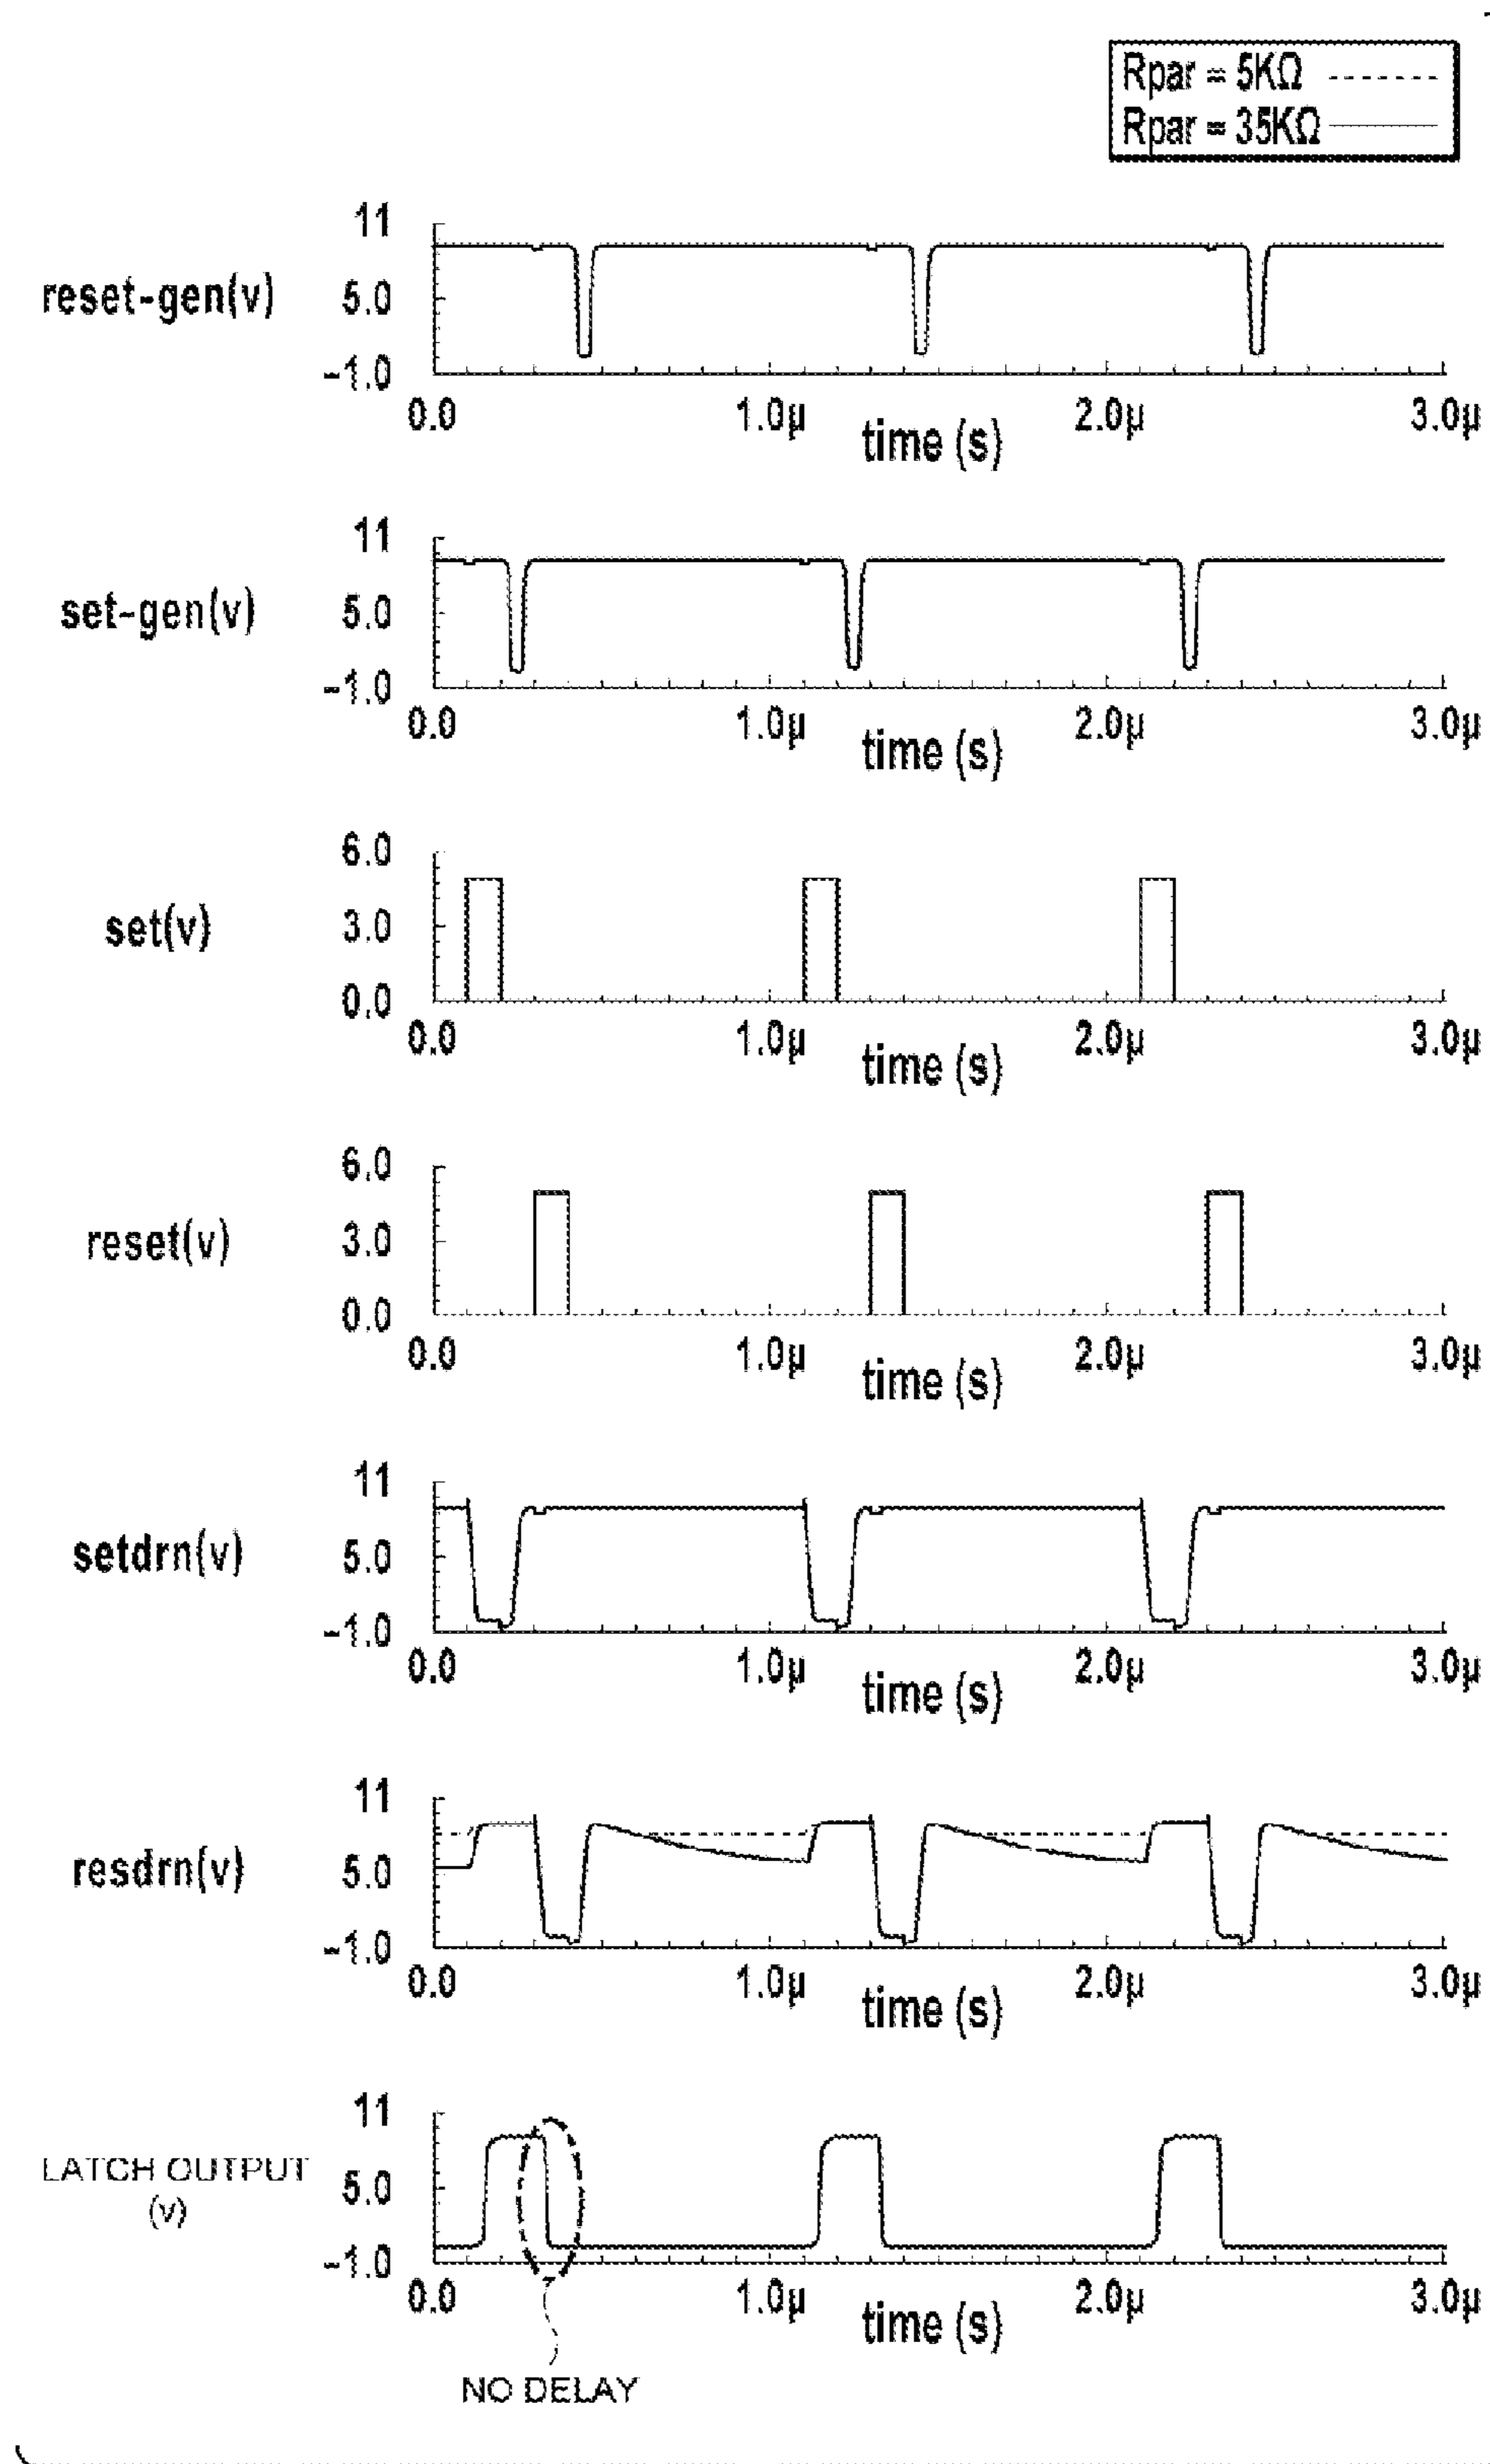 Rpar = 5KΩ
Rpar = 35KΩ
11
reset-gen(v) 5.0
-1.0
0.0 1.0μ 2.0μ 3.0μ
time (s)
11
set-gen(v) 5.0
-1.0
0.0 1.0μ 2.0μ 3.0μ
time (s)
6.0
set(v) 3.0
0.0
0.0 1.0μ 2.0μ 3.0μ
time (s)
6.0
reset(v) 3.0
0.0
0.0 1.0μ 2.0μ 3.0μ
time (s)
11
setdrn(v) 5.0
-1.0
0.0 1.0μ 2.0μ 3.0μ
time (s)
11
resdrn(v) 5.0
-1.0
0.0 1.0μ 2.0μ 3.0μ
time (s)
11
LATCH OUTPUT 5.0
(v)
-1.0
0.0 1.0μ 2.0μ 3.0μ
time (s)
NO DELAY